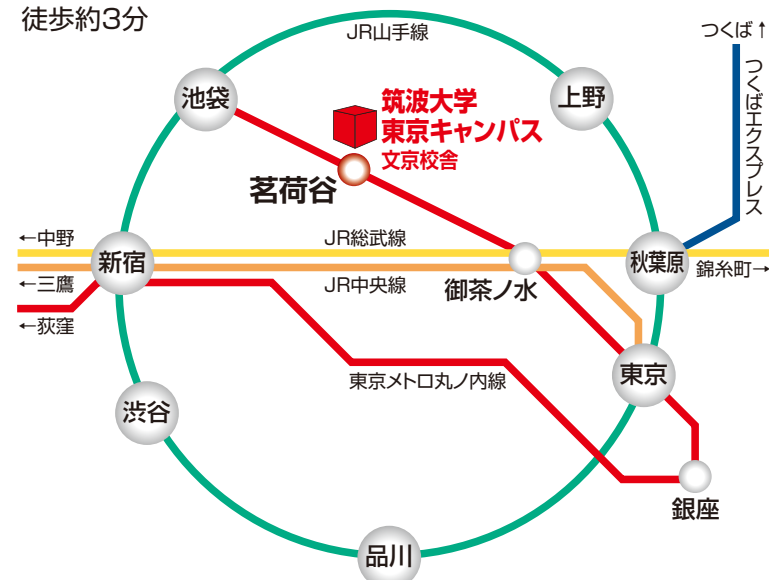 徒歩約3分
JR山手線
つくば↑
つくばエクスプレス
池袋
上野
筑波大学
東京キャンパス
文京校舎
茗荷谷
←中野
JR総武線
新宿
秋葉原
錦糸町→
←三鷹
JR中央線
御茶ノ水
←荻窪
東京
東京メトロ丸ノ内線
渋谷
銀座
品川